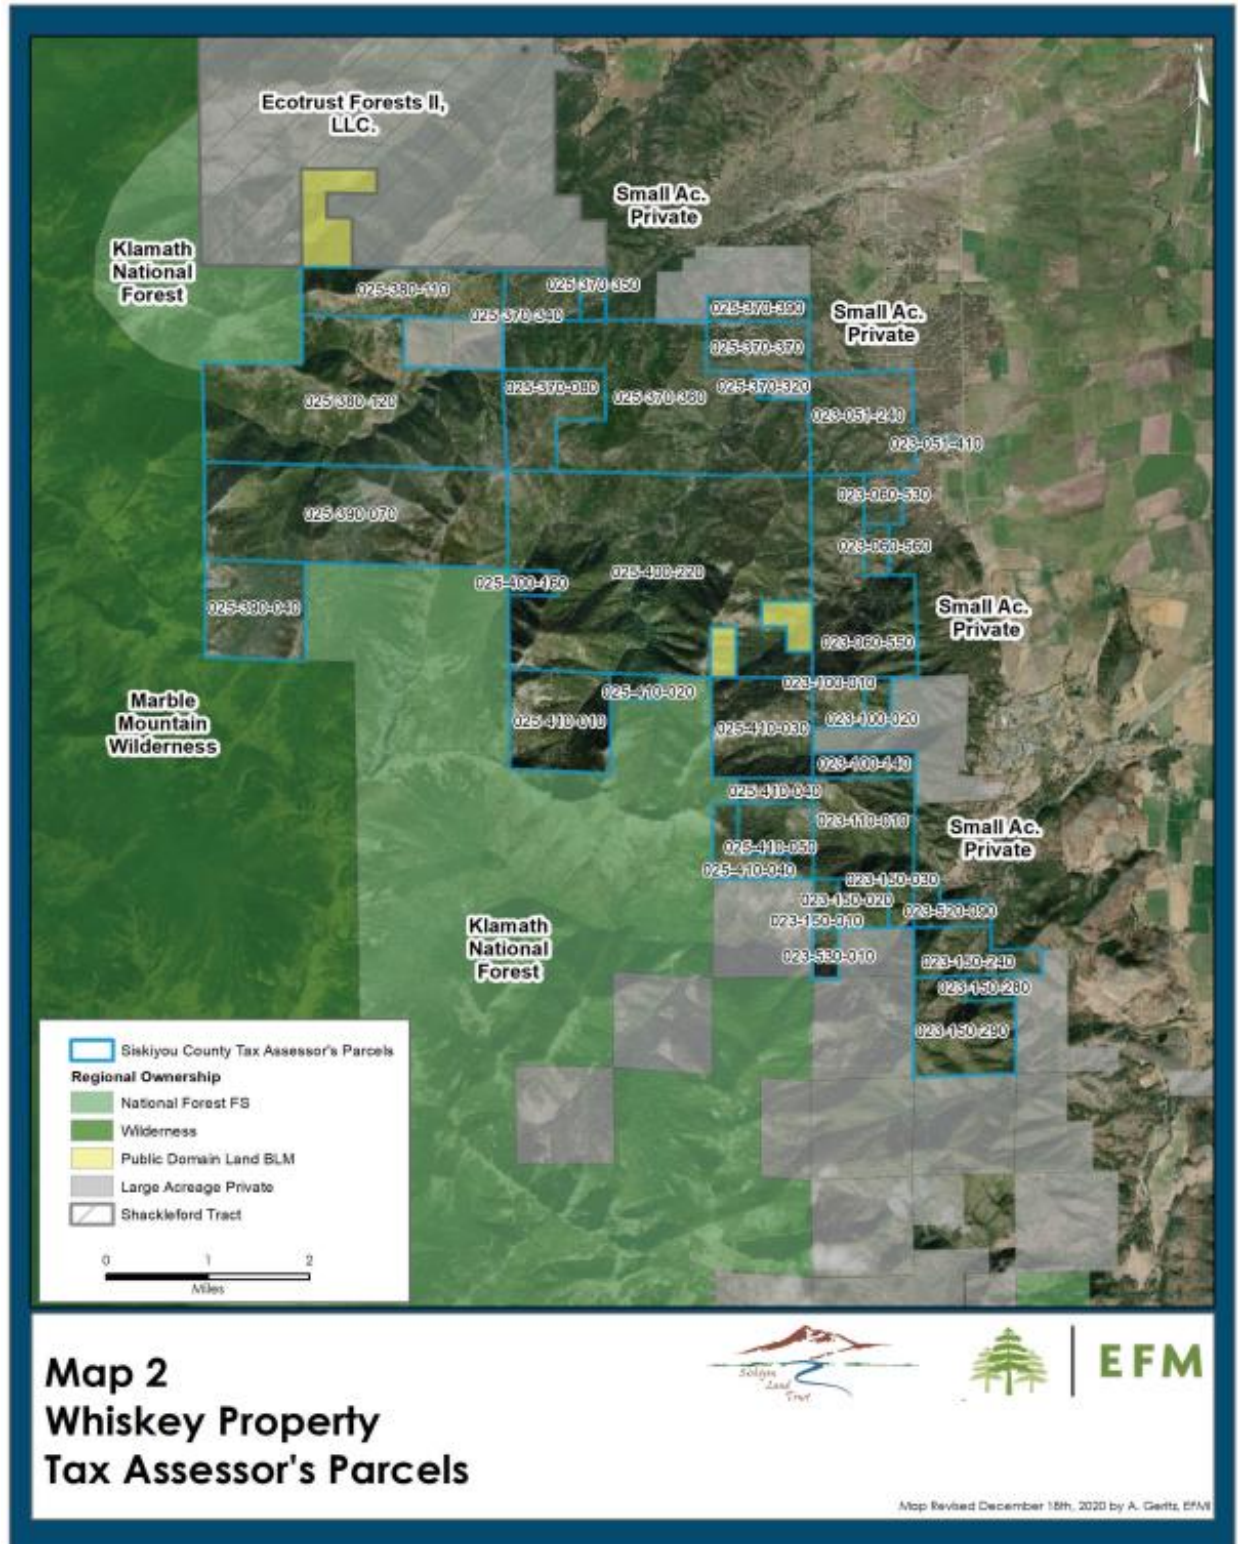 N
Ecotrust Forests II,
LLC.
Small Ac.
Private
Klamath
National
Forest
025-380-110
025-370-350
025-370-340
025-370-390
Small Ac.
Private
025-370-370
025-370-080
025-370-360
025-370-320
025-380-120
023-051-240
023-051-410
023-060-530
025-390-070
023-060-560
025-400-160
025-400-220
025-390-040
Small Ac.
Private
023-060-550
023-100-010
025-410-020
Marble
Mountain
Wilderness
025-410-010
025-410-030
023-100-020
023-100-140
025-410-040
023-110-010
Small Ac.
Private
025-410-050
025-410-040
023-150-030
023-150-020
023-520-090
023-150-010
Klamath
National
Forest
023-530-010
023-150-240
023-150-280
023-150-290
Siskiyou County Tax Assessor's Parcels
Regional Ownership
National Forest FS
Wilderness
Public Domain Land BLM
Large Acreage Private
Shackleford Tract
0 1 2
Miles
Map 2
Whiskey Property
Tax Assessor's Parcels
Siskiyou
Land
Trust
EFM
Map Revised December 18th, 2020 by A. Gerlts, EFMI